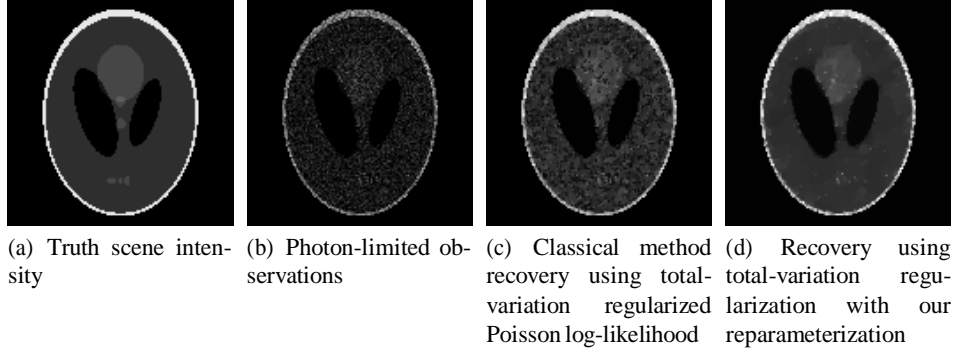 (a) Truth scene inten-
sity
(b) Photon-limited ob-
servations
(c) Classical method
recovery using total-
variation regularized
Poisson log-likelihood
(d) Recovery using
total-variation regu-
larization with our
reparameterization